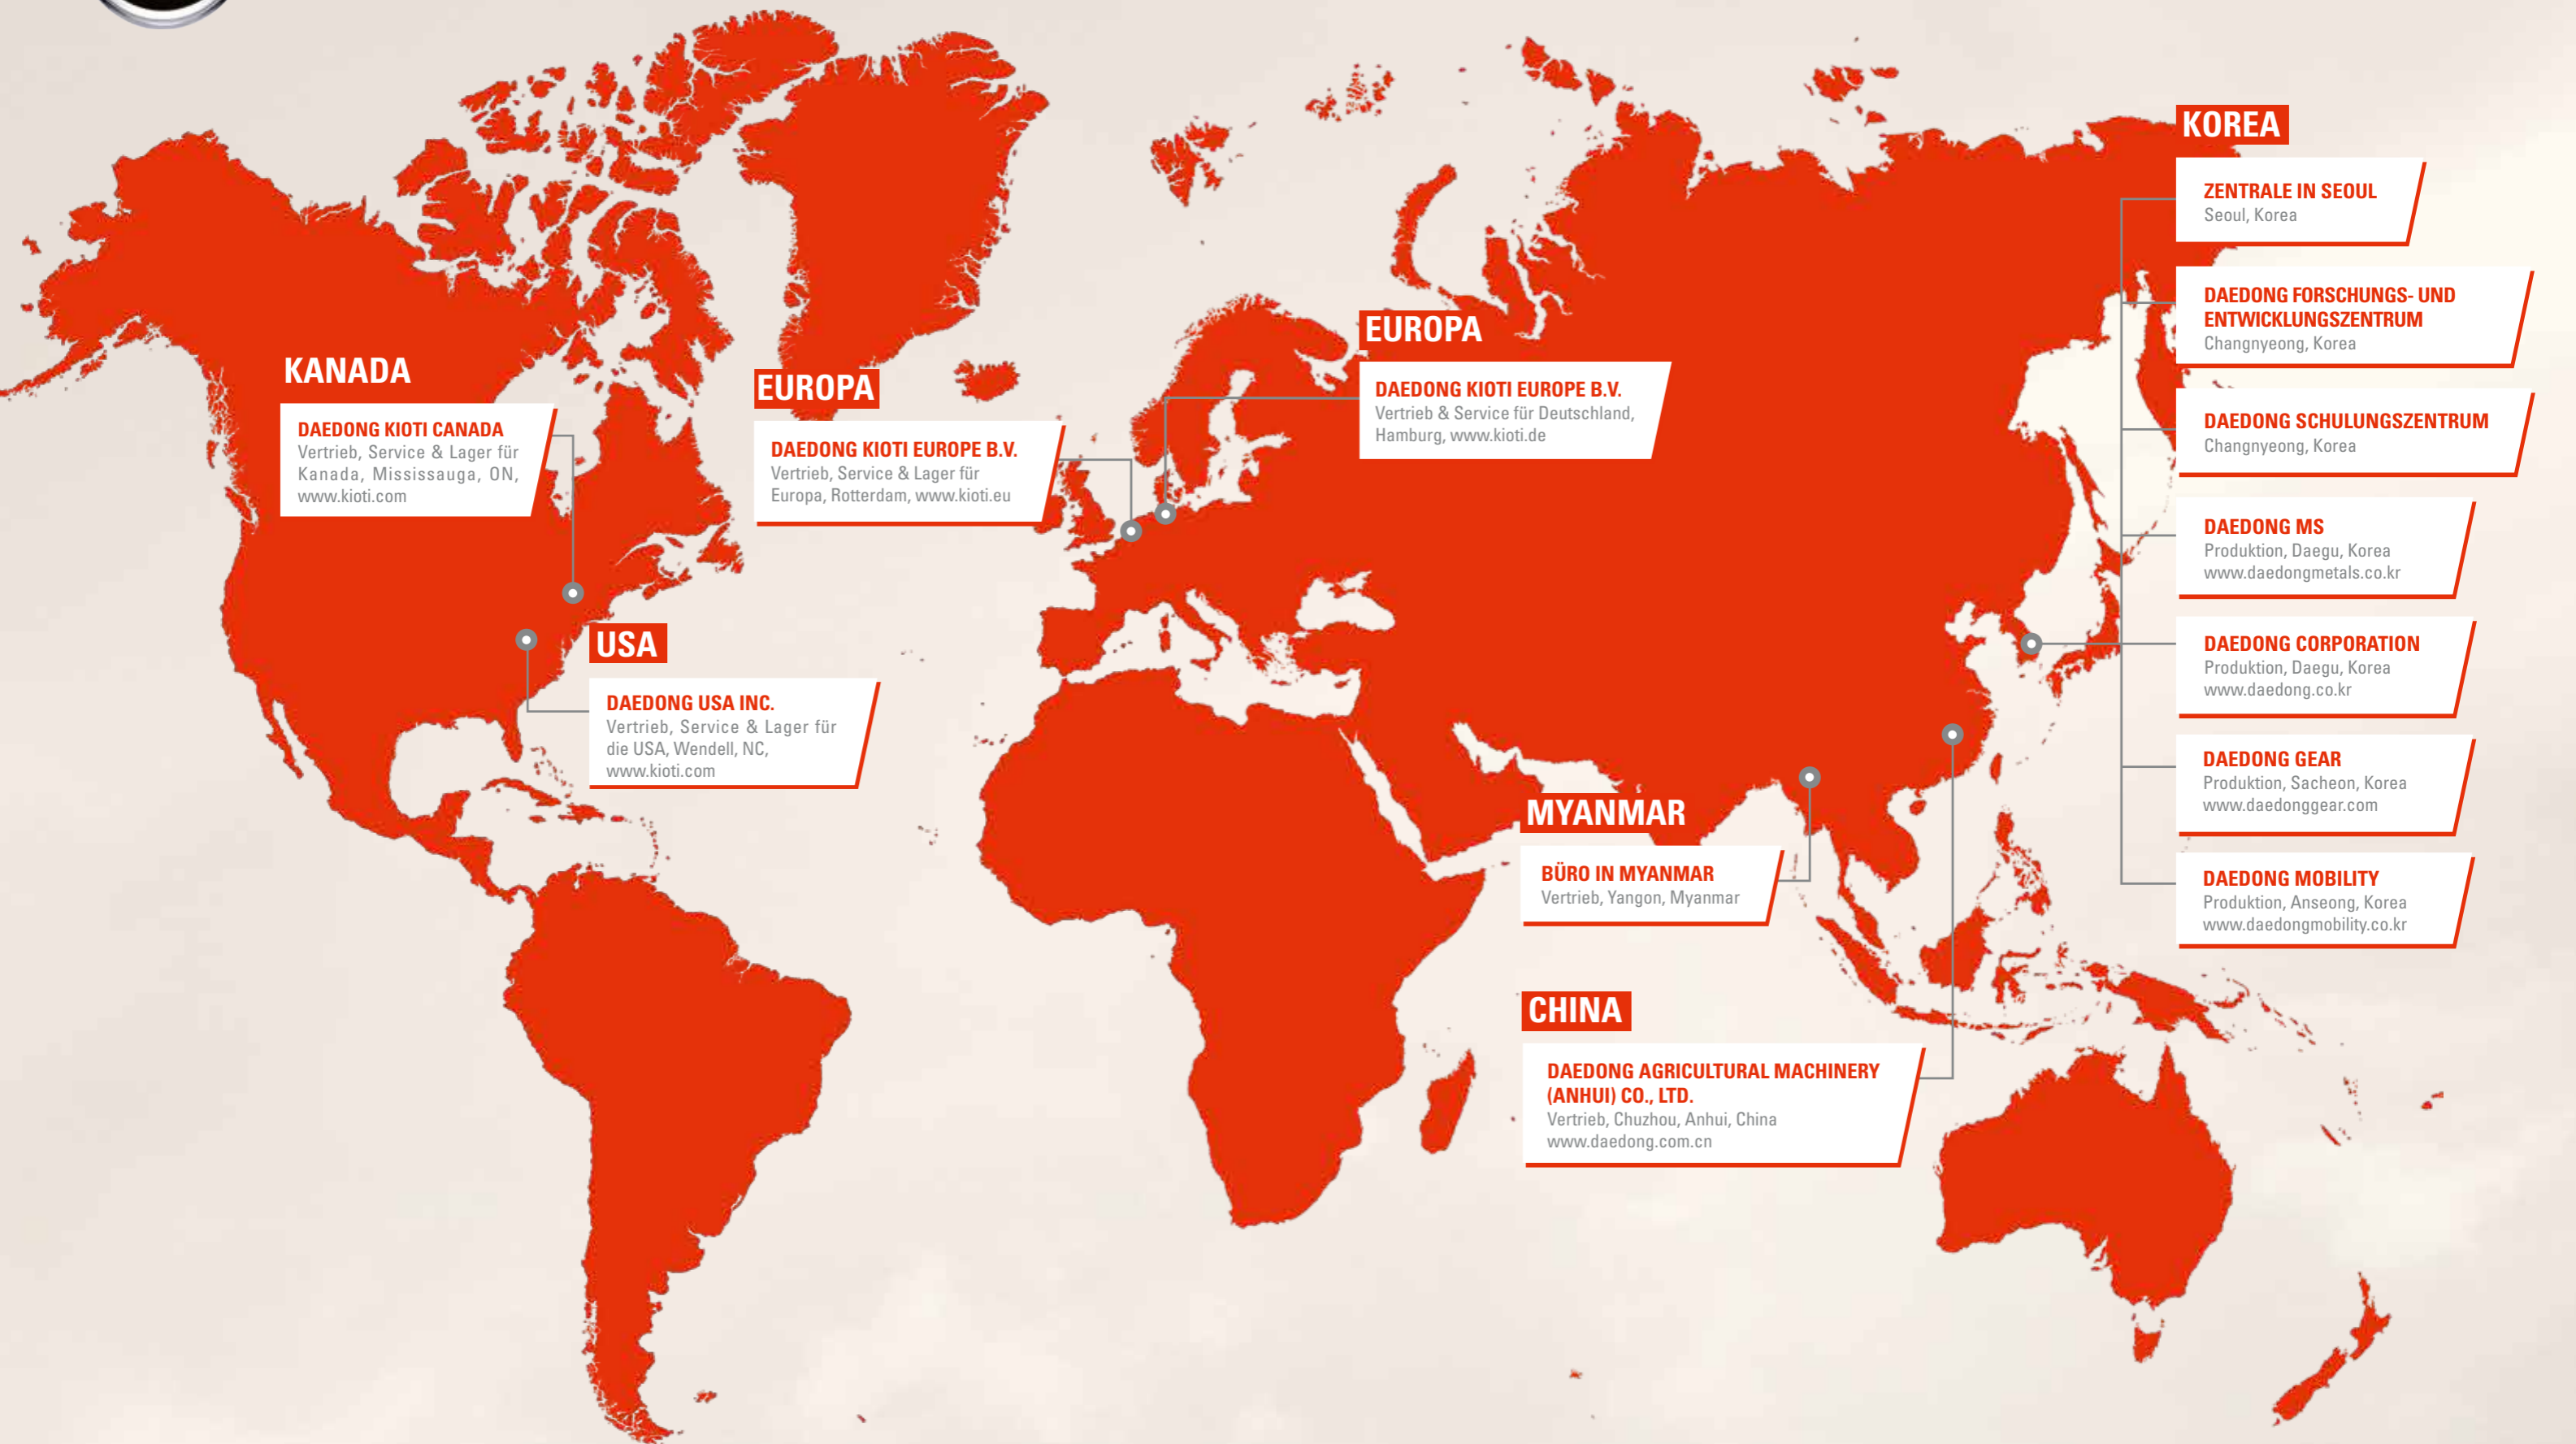 KANADA
DAEDONG KIOTI CANADA
Vertrieb, Service & Lager für
Kanada, Mississauga, ON,
www.kioti.com
USA
DAEDONG USA INC.
Vertrieb, Service & Lager für
die USA, Wendell, NC,
www.kioti.com
EUROPA
DAEDONG KIOTI EUROPE B.V.
Vertrieb, Service & Lager für
Europa, Rotterdam, www.kioti.eu
EUROPA
DAEDONG KIOTI EUROPE B.V.
Vertrieb & Service für Deutschland,
Hamburg, www.kioti.de
MYANMAR
BÜRO IN MYANMAR
Vertrieb, Yangon, Myanmar
CHINA
DAEDONG AGRICULTURAL MACHINERY
(ANHUI) CO., LTD.
Vertrieb, Chuzhou, Anhui, China
www.daedong.com.cn
KOREA
ZENTRALE IN SEOUL
Seoul, Korea
DAEDONG FORSCHUNGS- UND
ENTWICKLUNGSZENTRUM
Changnyeong, Korea
DAEDONG SCHULUNGSZENTRUM
Changnyeong, Korea
DAEDONG MS
Produktion, Daegu, Korea
www.daedongmetals.co.kr
DAEDONG CORPORATION
Produktion, Daegu, Korea
www.daedong.co.kr
DAEDONG GEAR
Produktion, Sacheon, Korea
www.daedonggear.com
DAEDONG MOBILITY
Produktion, Anseong, Korea
www.daedongmobility.co.kr